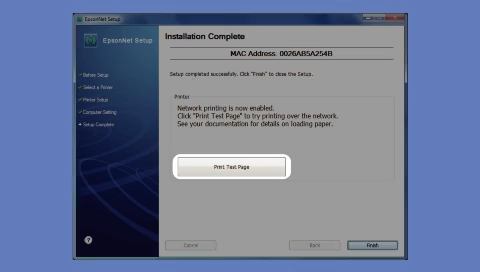 EpsonNet Setup
EpsonNet Setup
Installation Complete
MAC Address: 0026AB5A254B
Setup completed successfully. Click "Finish" to close the Setup.
Before Setup
Select a Printer
Printer Setup
Computer Setting
Setup Complete
Printer
Network printing is now enabled.
Click "Print Test Page" to try printing over the network.
See your documentation for details on loading paper.
Print Test Page
?
Cancel
Back
Finish